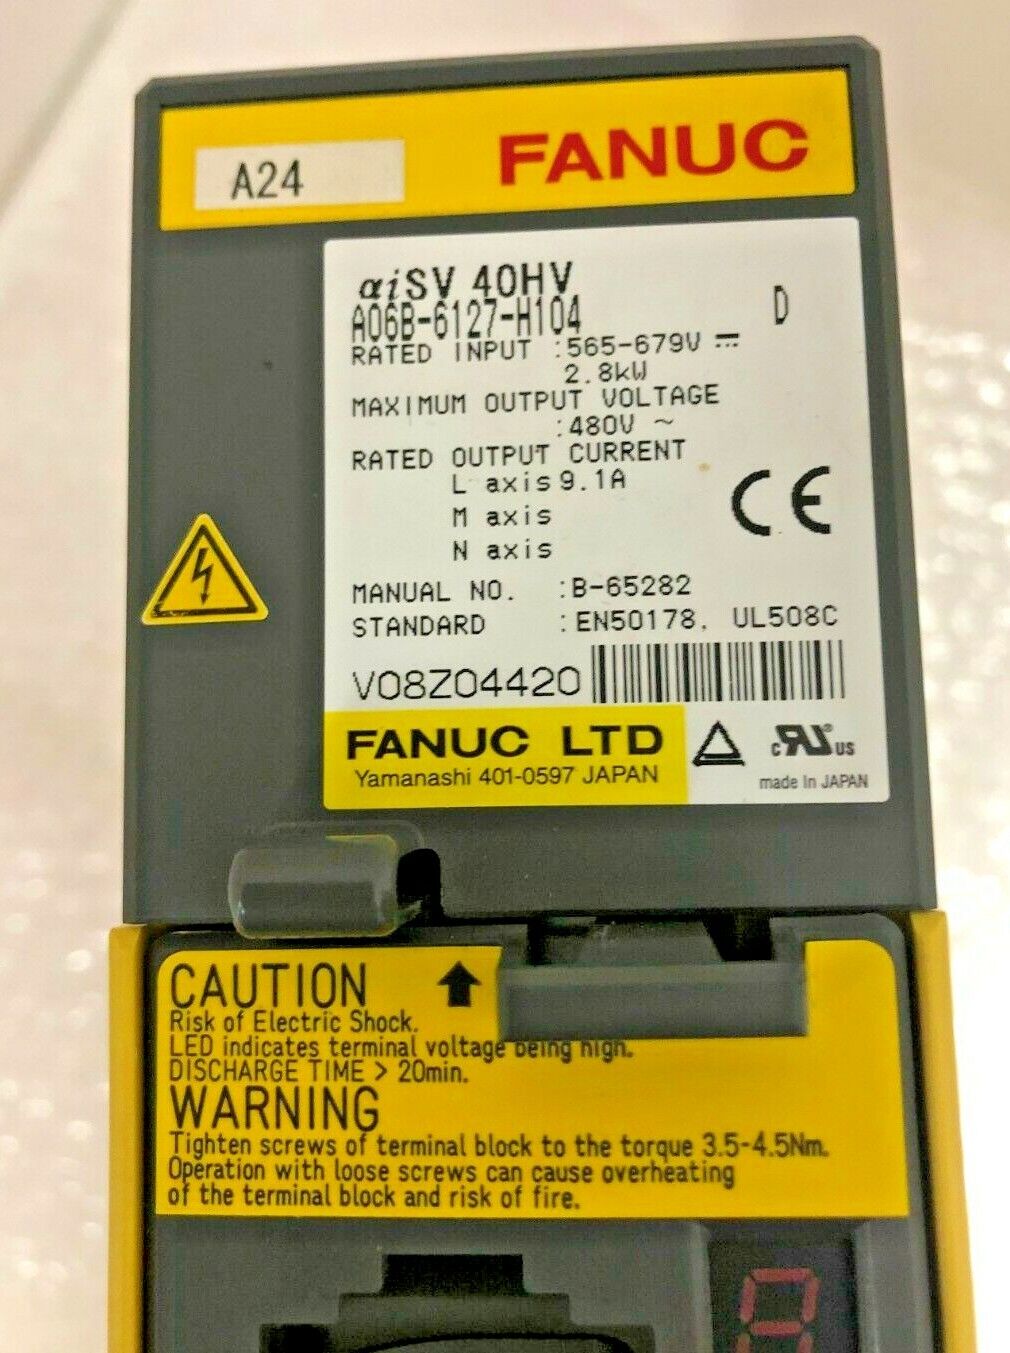 A24
FANUC
αiSV 40HV
A06B-6127-H104
D
RATED INPUT :565-679V ⎓
2.8kW
MAXIMUM OUTPUT VOLTAGE
:480V ~
RATED OUTPUT CURRENT
L axis 9.1A
M axis
N axis
CE
MANUAL NO. :B-65282
STANDARD :EN50178, UL508C
V08Z04420
FANUC LTD
Yamanashi 401-0597 JAPAN
c RU US
made in JAPAN
CAUTION
Risk of Electric Shock.
LED indicates terminal voltage being high.
DISCHARGE TIME > 20min.
WARNING
Tighten screws of terminal block to the torque 3.5-4.5Nm.
Operation with loose screws can cause overheating
of the terminal block and risk of fire.